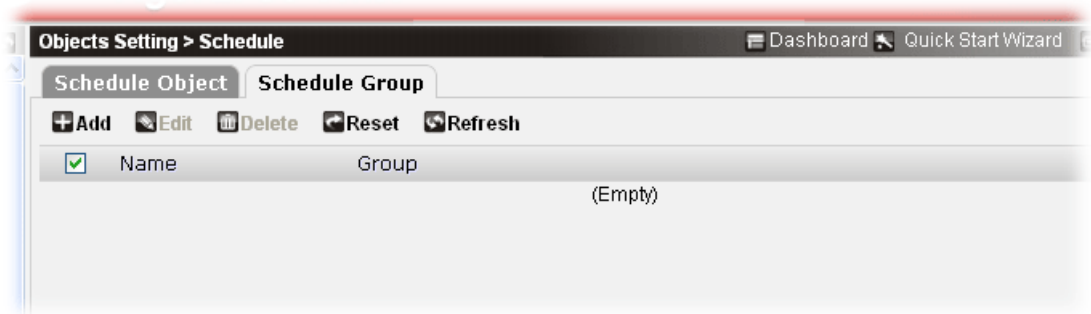 Objects Setting > Schedule Dashboard Quick Start Wizard
Schedule Object Schedule Group
Add Edit Delete Reset Refresh
Name Group
(Empty)